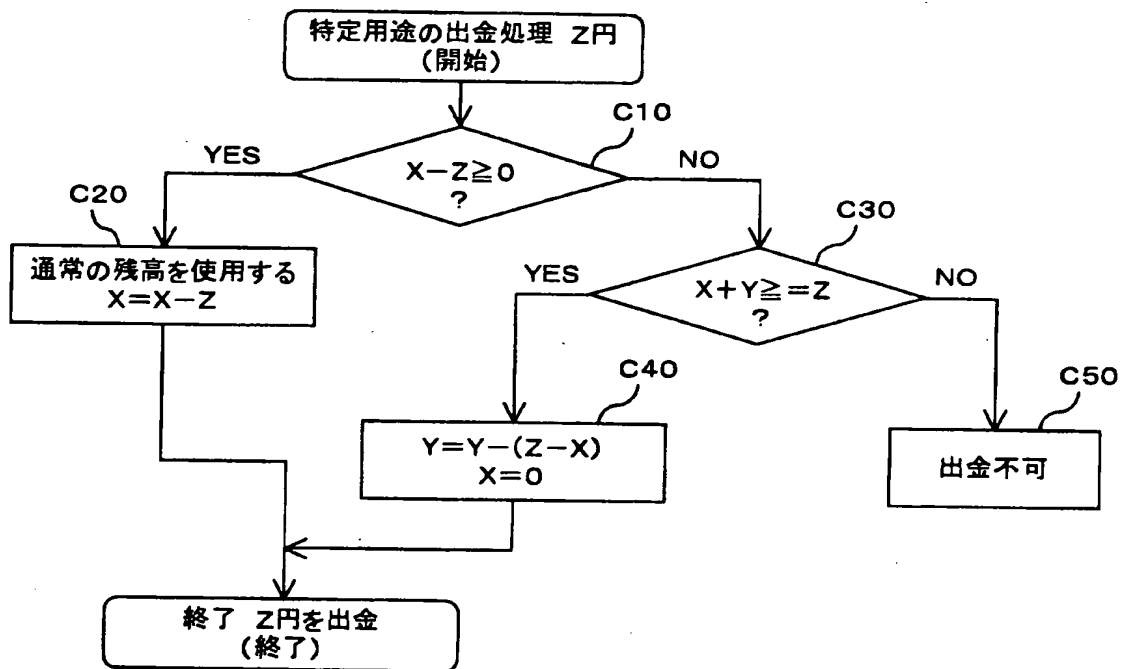 特定用途の出金処理 Z円
(開始)
C10
YES
X-Z≧0
?
NO
C20
通常の残高を使用する
X=X-Z
C30
YES
X+Y≧=Z
?
NO
C40
Y=Y-(Z-X)
X=0
C50
出金不可
終了 Z円を出金
(終了)